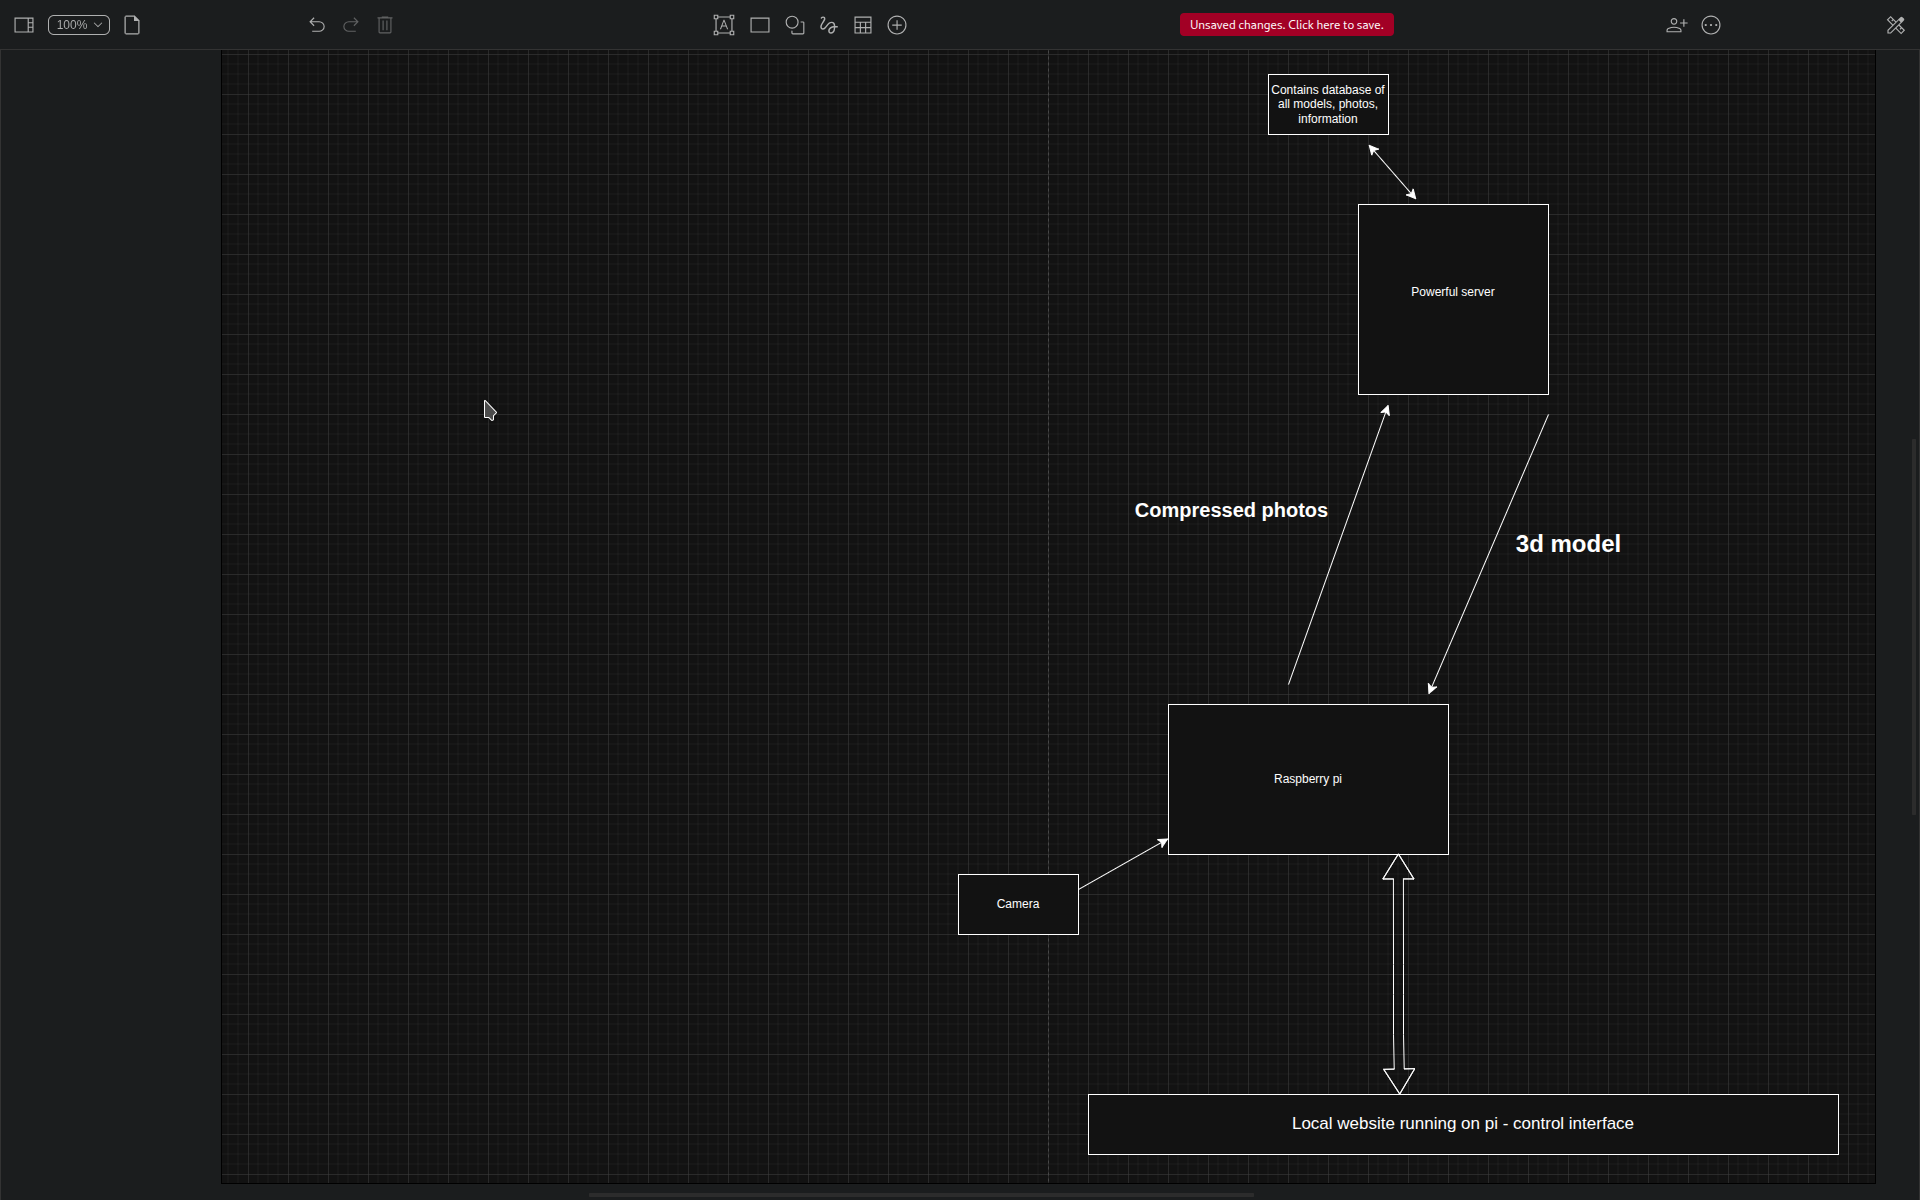 100%
Unsaved changes. Click here to save.
Contains database of
all models, photos,
information
Powerful server
Compressed photos
3d model
Raspberry pi
Camera
Local website running on pi - control interface